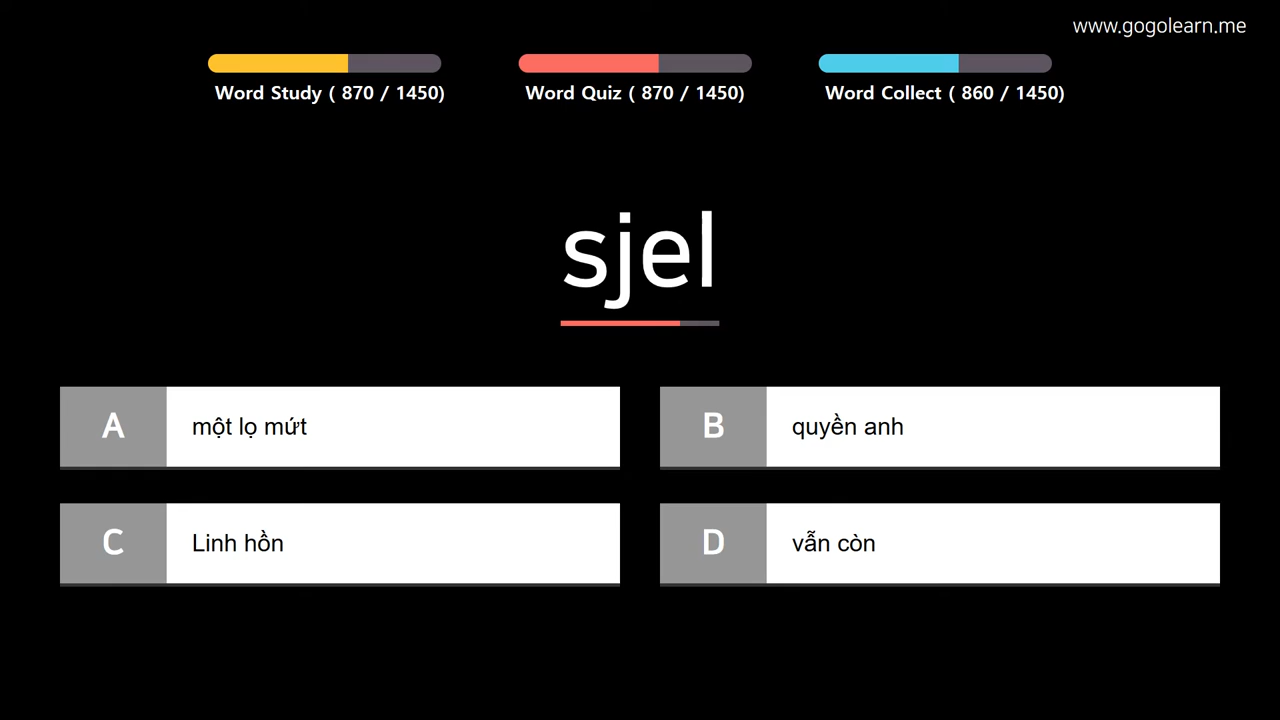 www.gogolearn.me
Word Study ( 870 / 1450)
Word Quiz ( 870 / 1450)
Word Collect ( 860 / 1450)
sjel
A một lọ mứt
B quyền anh
C Linh hồn
D vẫn còn